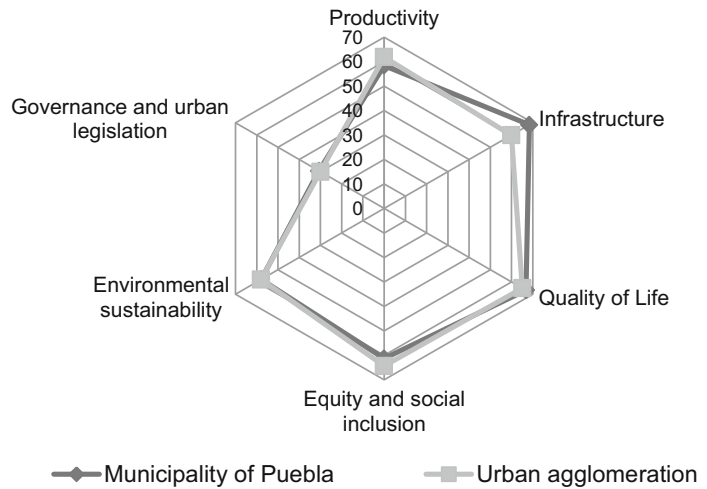 Productivity
70
60
50
40
30
20
10
0
Infrastructure
Governance and urban
legislation
Quality of Life
Environmental
sustainability
Equity and social
inclusion
Municipality of Puebla
Urban agglomeration